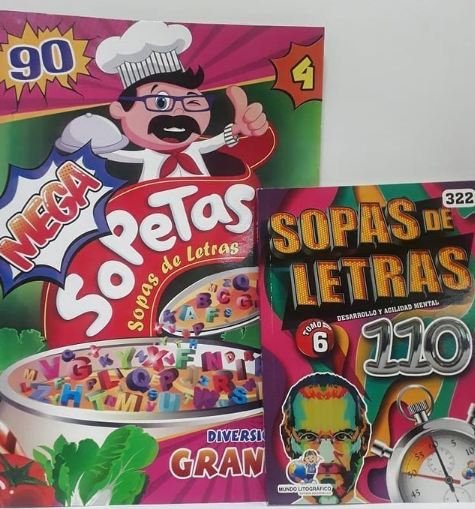 90
4
MEGA
SOPETAS
Sopas de Letras
DIVERSI
GRAN
322
SOPAS DE
LETRAS
DESARROLLO Y AGILIDAD MENTAL
TOMO
6
110
MUNDO LITOGRÁFICO